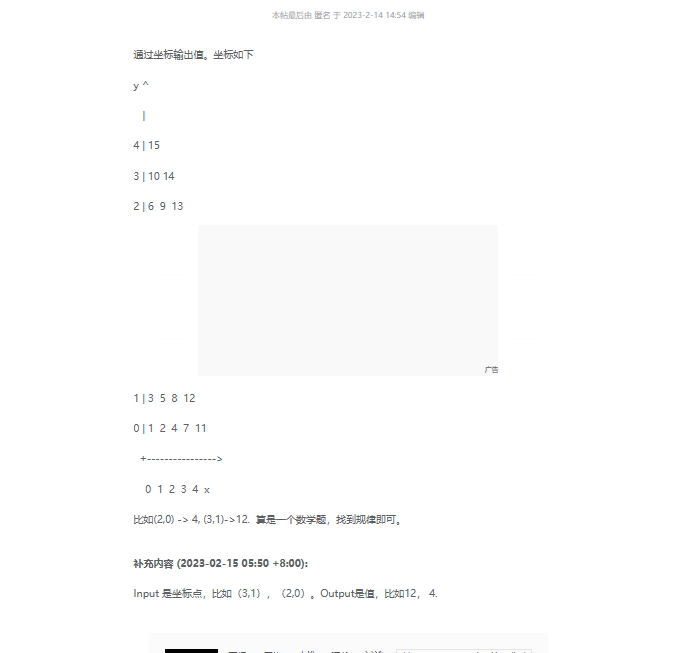 本帖最后由 匿名 于 2023-2-14 14:54 编辑
通过坐标输出值。坐标如下
y ^
|
4 | 15
3 | 10 14
2 | 6 9 13
广告
1 | 3 5 8 12
0 | 1 2 4 7 11
+---------------->
0 1 2 3 4 x
比如(2,0) -> 4, (3,1)->12. 算是一个数学题，找到规律即可。
补充内容 (2023-02-15 05:50 +8:00):
Input 是坐标点，比如（3,1），（2,0）。Output是值，比如12， 4.